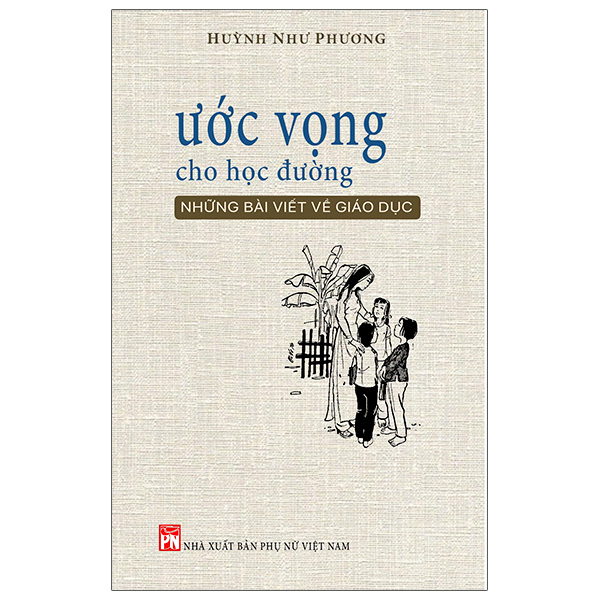 HUỲNH NHƯ PHƯƠNG
ước vọng
cho học đường
NHỮNG BÀI VIẾT VỀ GIÁO DỤC
PN
NHÀ XUẤT BẢN PHỤ NỮ VIỆT NAM